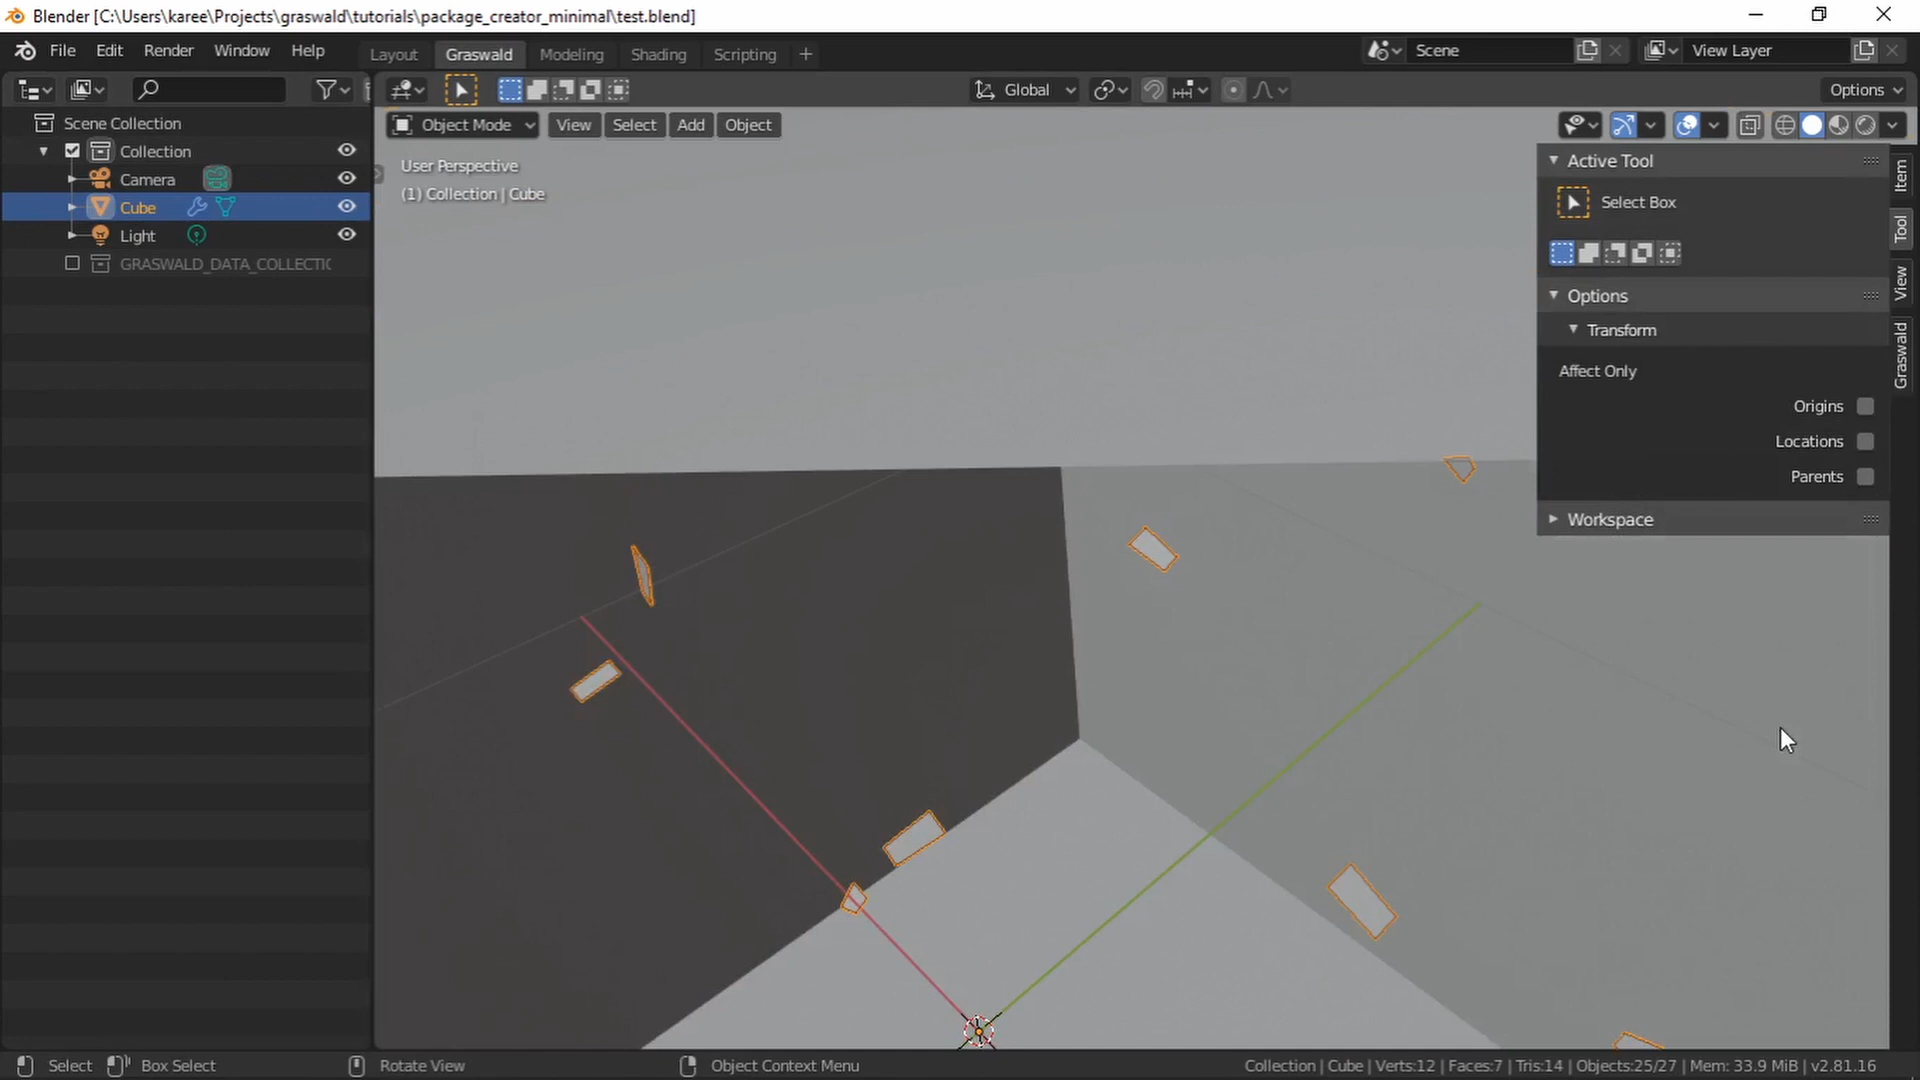 Blender [C:\Users\karee\Projects\graswald\tutorials\package_creator_minimal\test.blend]
File Edit Render Window Help Layout Graswald Modeling Shading Scripting + Scene View Layer
Global Options
Scene Collection
Collection
Camera
Cube
Light
GRASWALD_DATA_COLLECTIC
Object Mode View Select Add Object
User Perspective
(1) Collection | Cube
Active Tool
Select Box
Options
Transform
Affect Only
Origins
Locations
Parents
Workspace
Item
Tool
View
Graswald
Select Box Select Rotate View Object Context Menu Collection | Cube | Verts:12 | Faces:7 | Tris:14 | Objects:25/27 | Mem: 33.9 MiB | v2.81.16